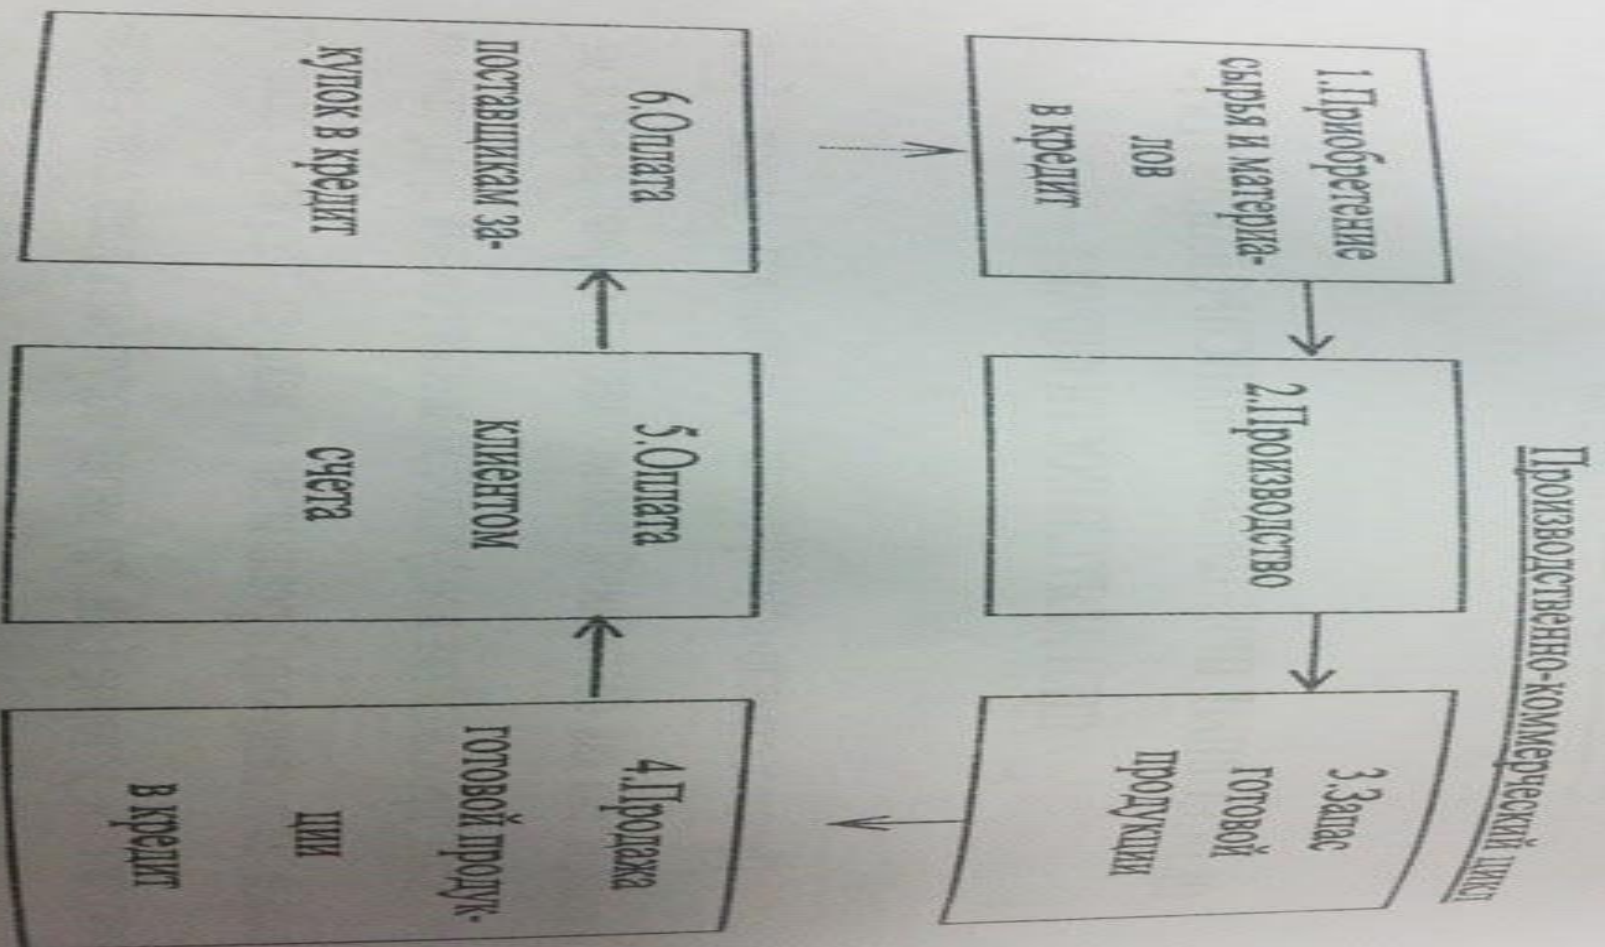 Производственно-коммерческий цикл
1.Приобретение
сырья и материа-
лов
в кредит
2.Производство
3.Запас
готовой
продукции
4.Продажа
готовой продук-
ции
в кредит
5.Оплата
клиентом
счета
6.Оплата
поставщикам за-
купок в кредит